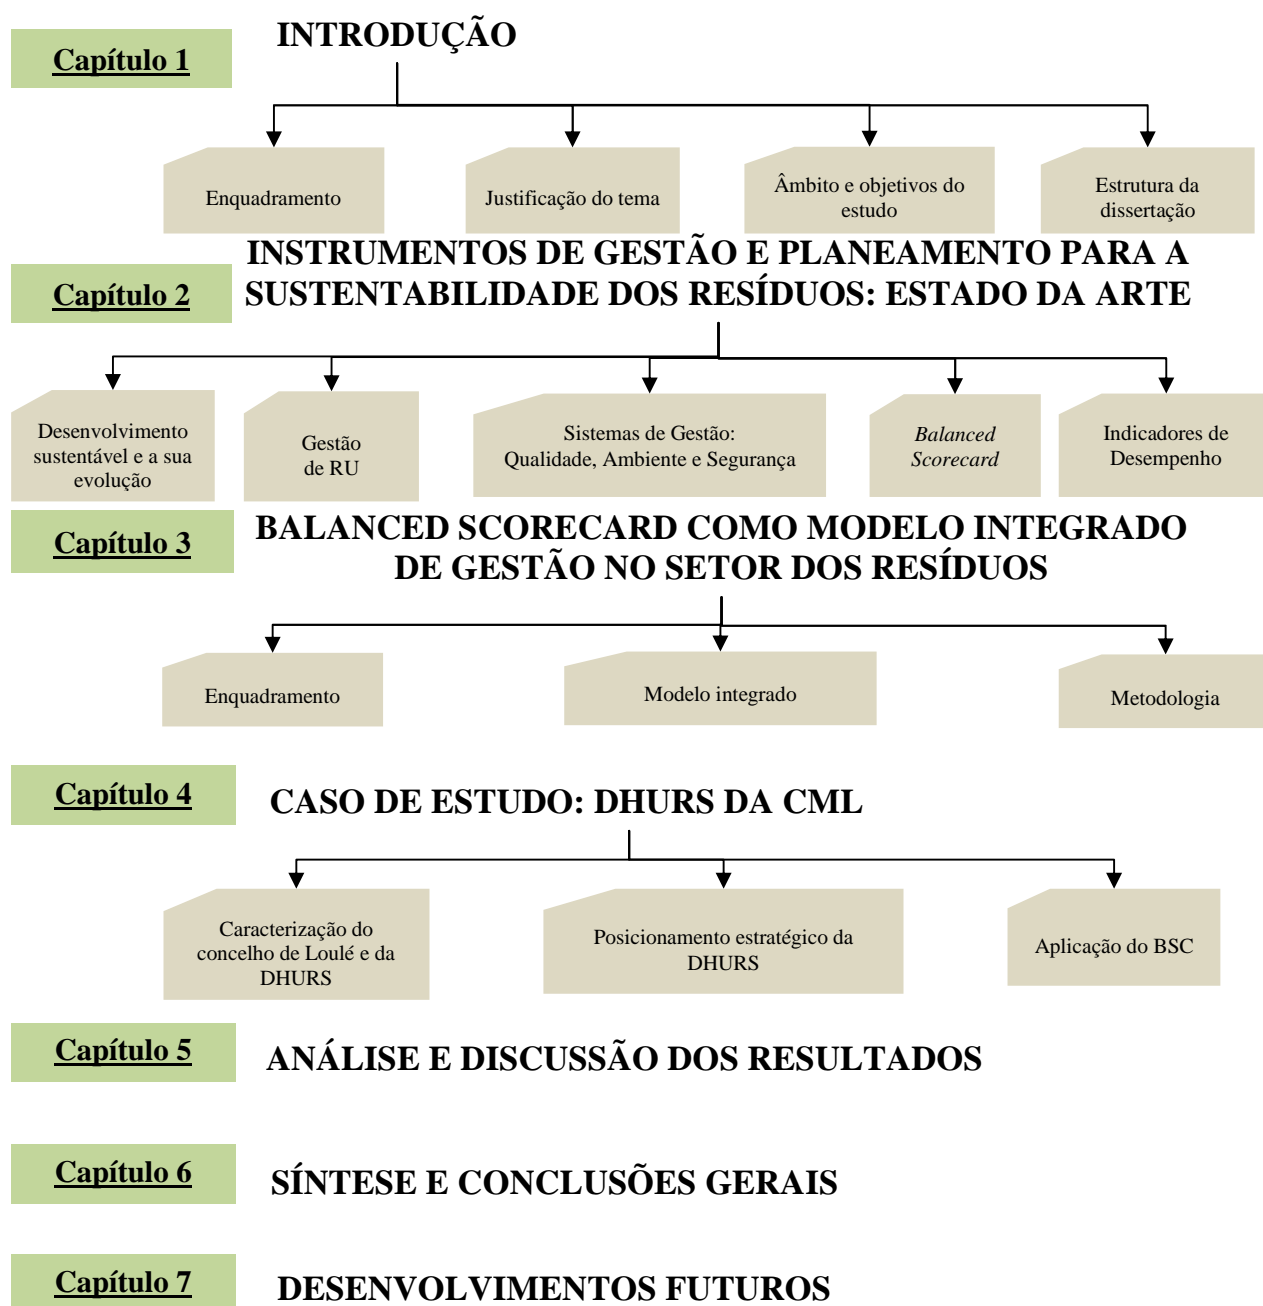 Capítulo 1
INTRODUÇÃO
Enquadramento
Justificação do tema
Âmbito e objetivos do
estudo
Estrutura da
dissertação
Capítulo 2
INSTRUMENTOS DE GESTÃO E PLANEAMENTO PARA A
SUSTENTABILIDADE DOS RESÍDUOS: ESTADO DA ARTE
Desenvolvimento
sustentável e a sua
evolução
Gestão
de RU
Sistemas de Gestão:
Qualidade, Ambiente e Segurança
Balanced
Scorecard
Indicadores de
Desempenho
Capítulo 3
BALANCED SCORECARD COMO MODELO INTEGRADO
DE GESTÃO NO SETOR DOS RESÍDUOS
Enquadramento
Modelo integrado
Metodologia
Capítulo 4
CASO DE ESTUDO: DHURS DA CML
Caracterização do
concelho de Loulé e da
DHURS
Posicionamento estratégico da
DHURS
Aplicação do BSC
Capítulo 5
ANÁLISE E DISCUSSÃO DOS RESULTADOS
Capítulo 6
SÍNTESE E CONCLUSÕES GERAIS
Capítulo 7
DESENVOLVIMENTOS FUTUROS